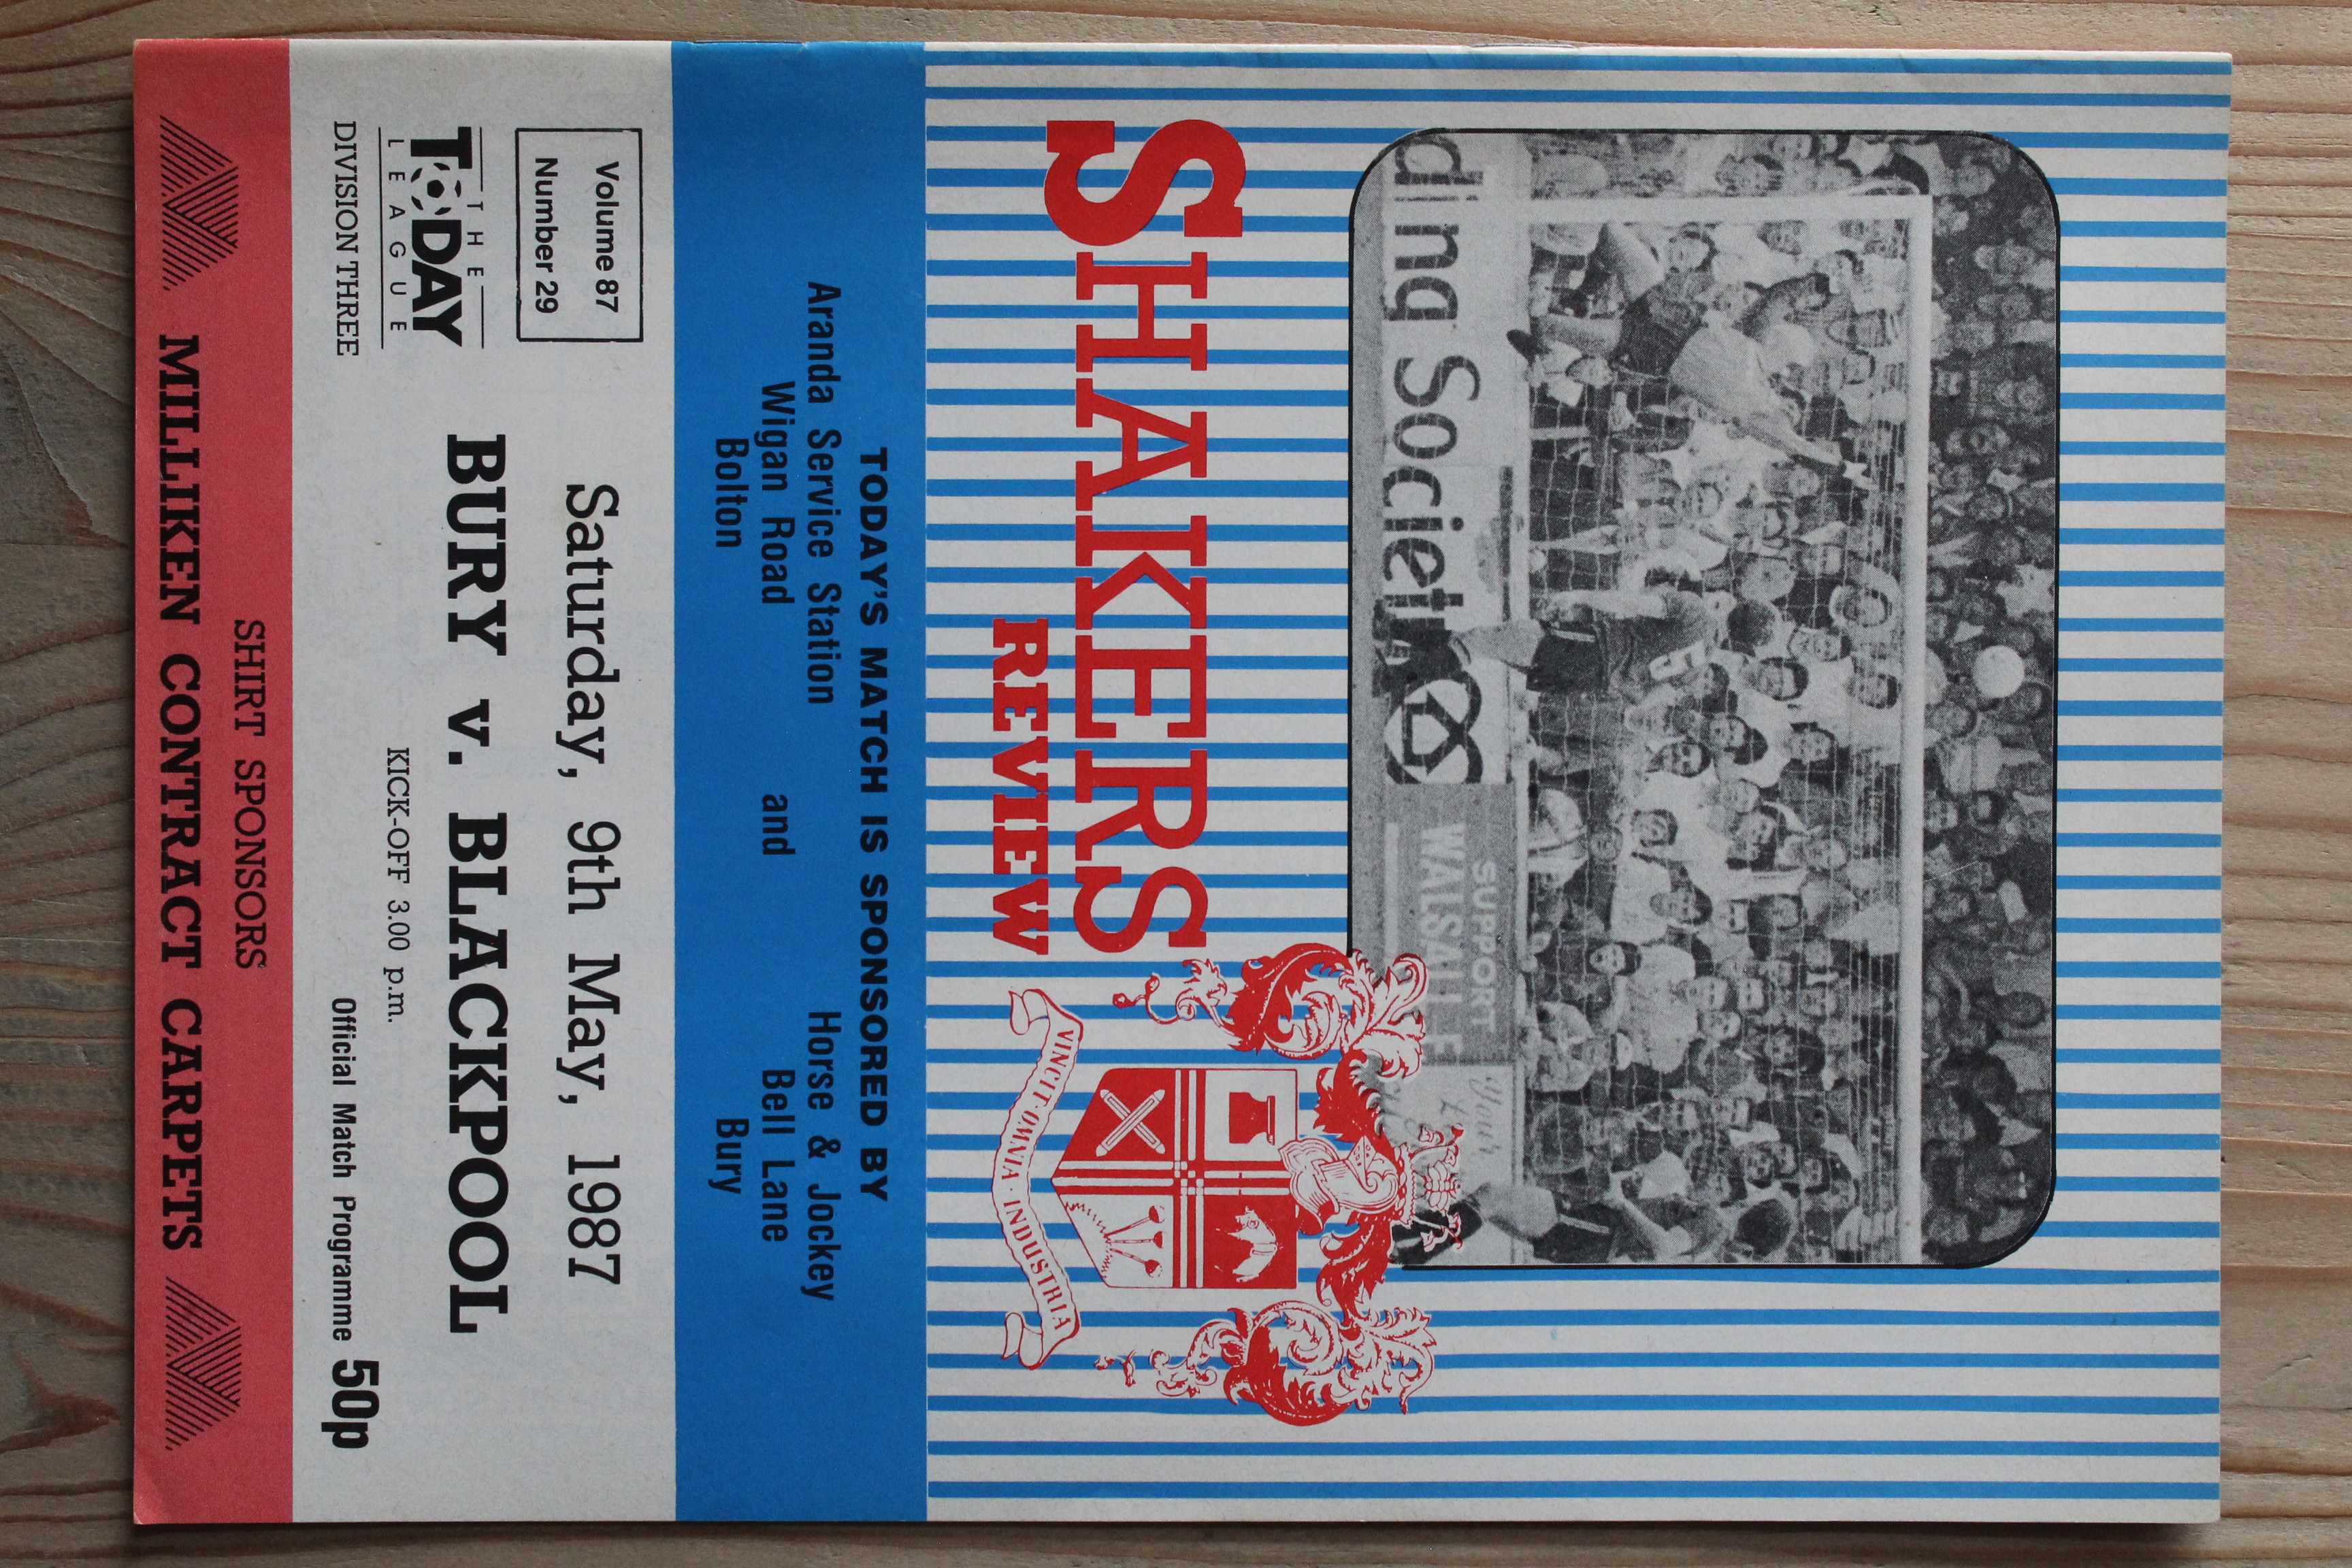 ding Societ
SUPPORT
WALSALL F
Your
5
SHAKERS
REVIEW
VINCIT·OMNIA·INDUSTRIA
TODAY'S MATCH IS SPONSORED BY
Aranda Service Station
Wigan Road
Bolton
and
Horse & Jockey
Bell Lane
Bury
Volume 87
Number 29
Saturday, 9th May, 1987
THE
TODAY
LEAGUE
DIVISION THREE
BURY v. BLACKPOOL
KICK-OFF 3.00 p.m.
Official Match Programme 50p
SHIRT SPONSORS
MILLIKEN CONTRACT CARPETS